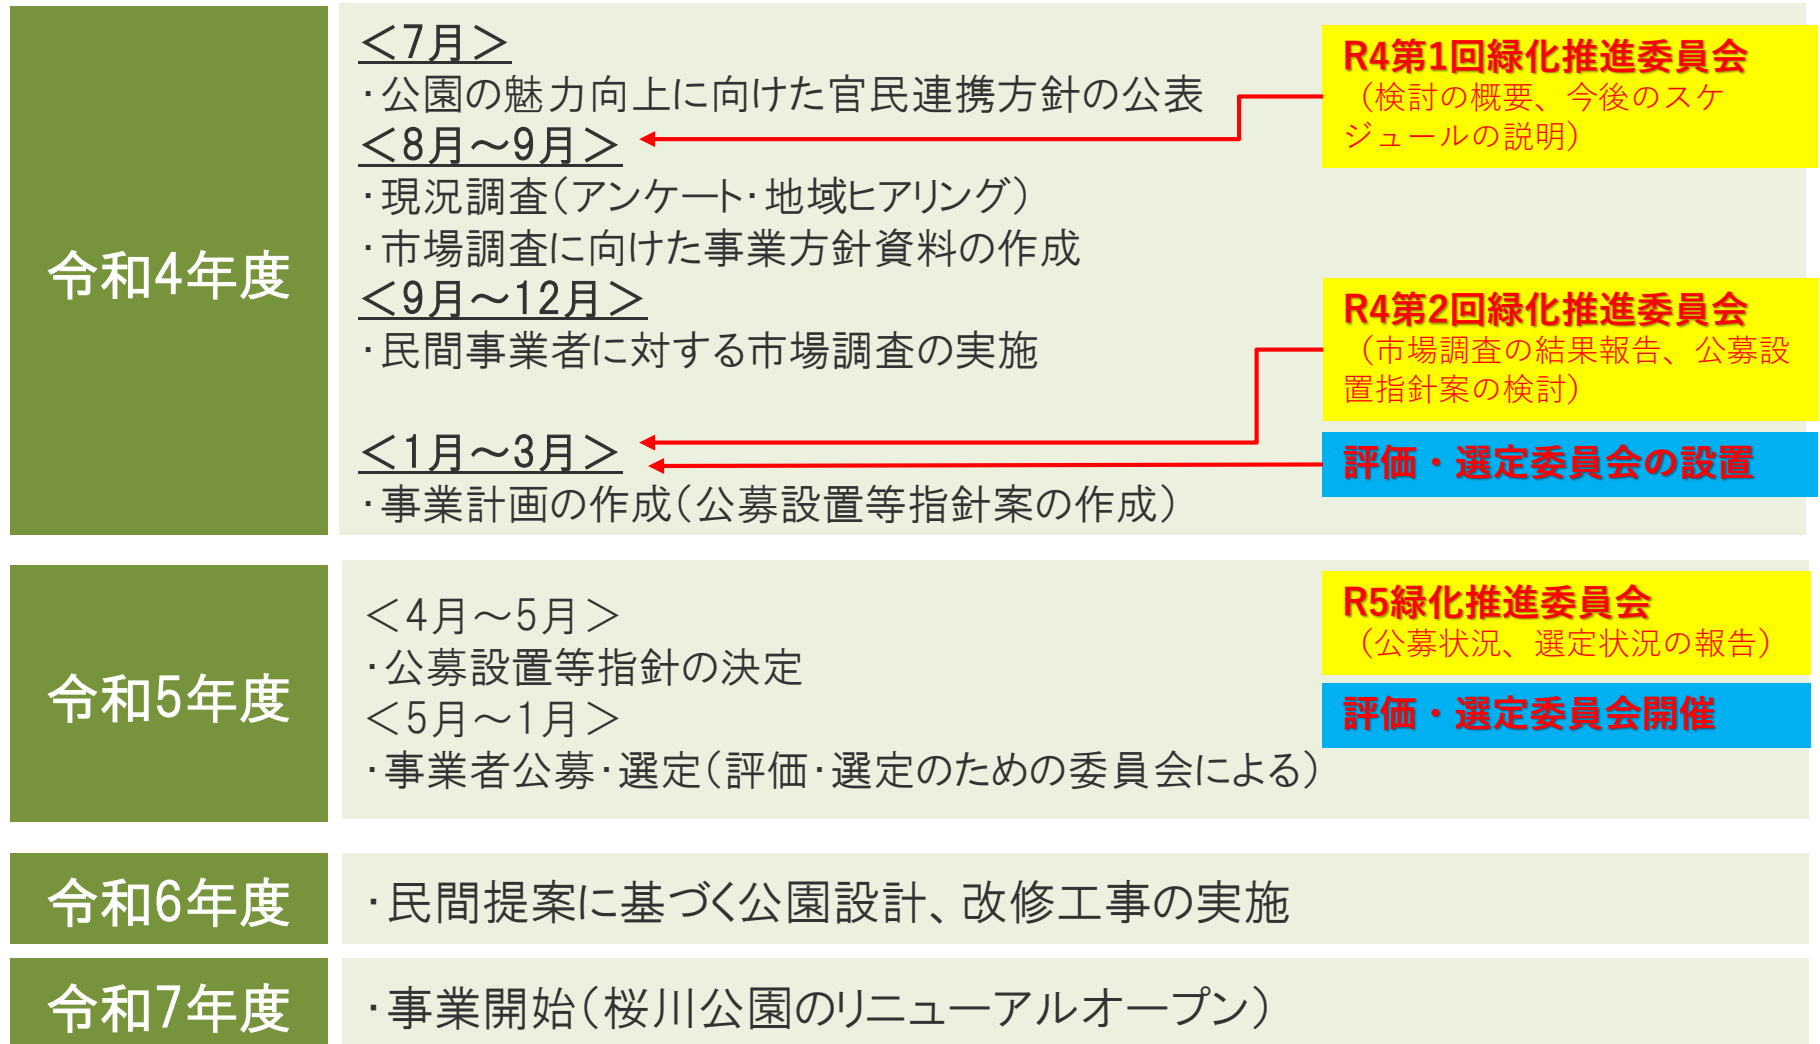 令和4年度
＜7月＞
・公園の魅力向上に向けた官民連携方針の公表
＜8月～9月＞
・現況調査（アンケート・地域ヒアリング）
・市場調査に向けた事業方針資料の作成
＜9月～12月＞
・民間事業者に対する市場調査の実施
＜1月～3月＞
・事業計画の作成（公募設置等指針案の作成）
R4第1回緑化推進委員会
（検討の概要、今後のスケ
ジュールの説明）
R4第2回緑化推進委員会
（市場調査の結果報告、公募設
置指針案の検討）
評価・選定委員会の設置
令和5年度
＜4月～5月＞
・公募設置等指針の決定
＜5月～1月＞
・事業者公募・選定（評価・選定のための委員会による）
R5緑化推進委員会
（公募状況、選定状況の報告）
評価・選定委員会開催
令和6年度
・民間提案に基づく公園設計、改修工事の実施
令和7年度
・事業開始（桜川公園のリニューアルオープン）